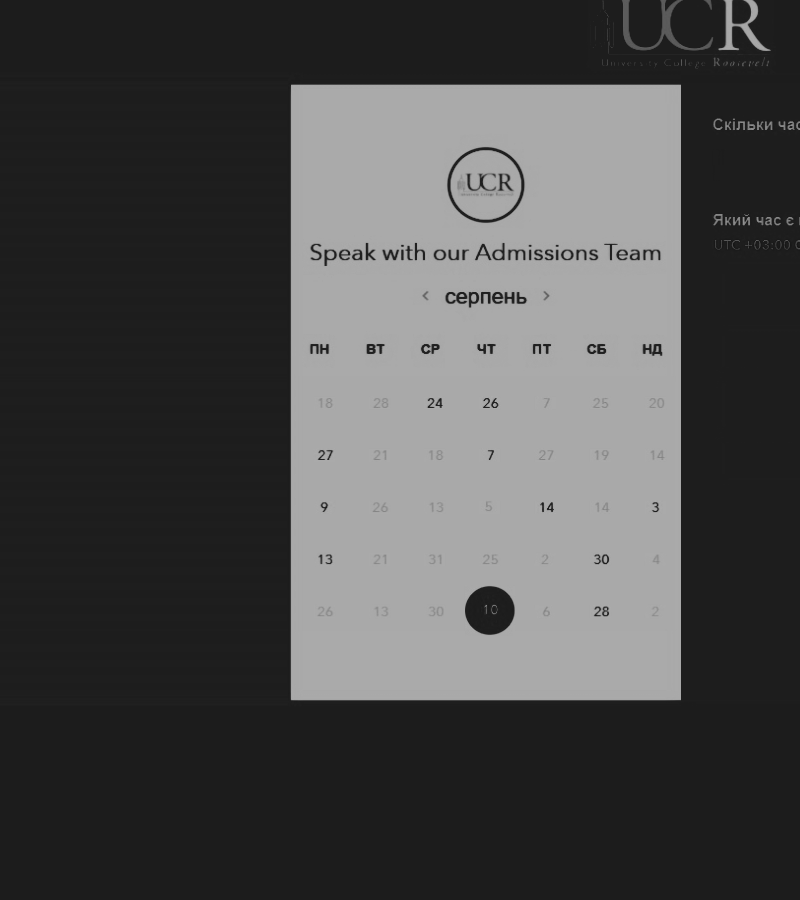 UCR
University College Roosevelt
Скільки час
UCR
Speak with our Admissions Team
Який час є
UTC +03:00
< серпень >
ПН ВТ СР ЧТ ПТ СБ НД
18 28 24 26 7 25 20
27 21 18 7 27 19 14
9 26 13 5 14 14 3
13 21 31 25 2 30 4
26 13 30 10 6 28 2